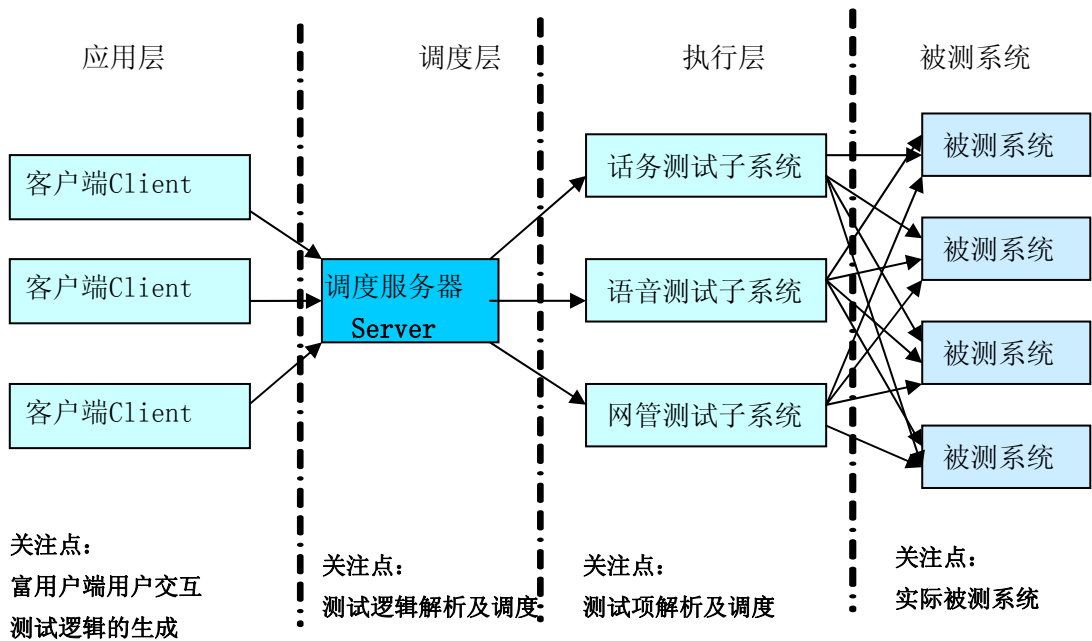 应用层
调度层
执行层
被测系统
客户端Client
客户端Client
客户端Client
调度服务器
Server
话务测试子系统
语音测试子系统
网管测试子系统
被测系统
被测系统
被测系统
被测系统
关注点:
富用户端用户交互
测试逻辑的生成
关注点:
测试逻辑解析及调度
关注点:
测试项解析及调度
关注点:
实际被测系统